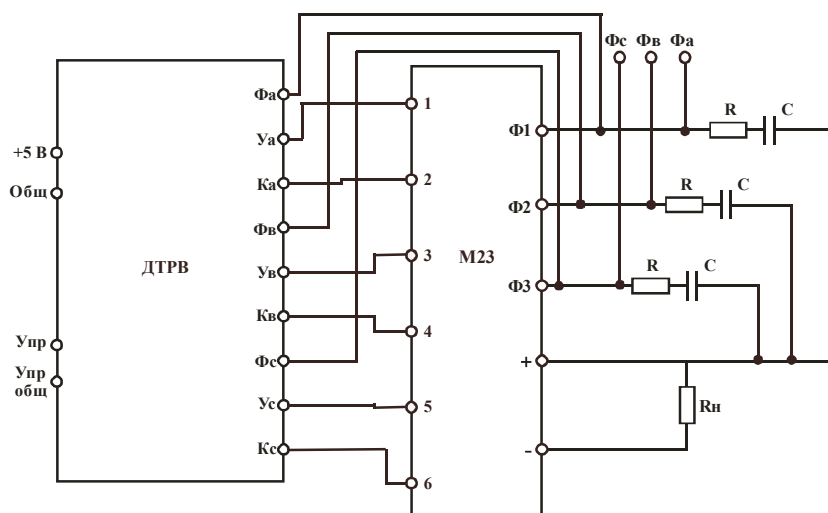 Фс Фв Фа
Фа
R
C
1
Ф1
Уа
+5 В
Ка
2
R
C
Общ
Ф2
Фв
3
М23
ДТРВ
Ув
R
C
Ф3
Кв
4
Упр
Фс
+
Упр
общ
Ус
5
Rн
Кс
-
6